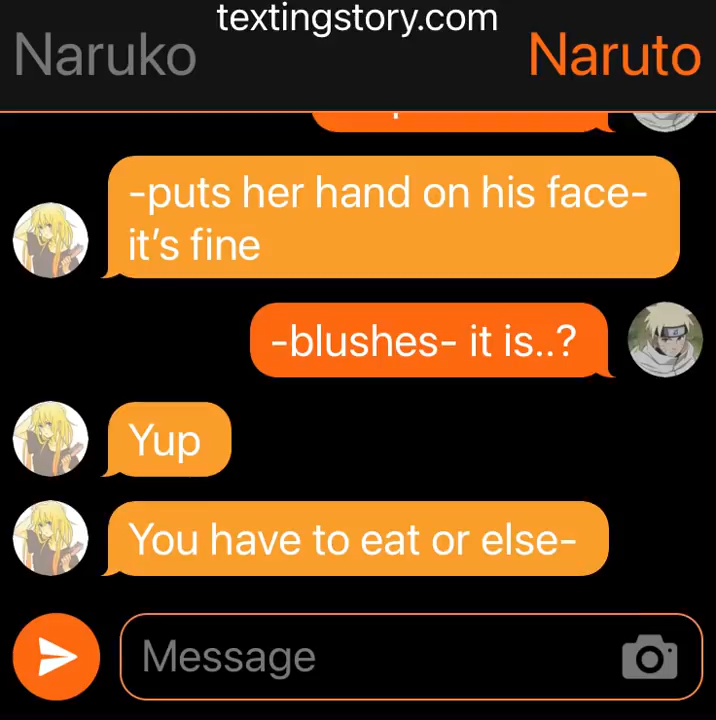 textingstory.com
Naruko
Naruto
-puts her hand on his face-
it’s fine
-blushes- it is..?
Yup
You have to eat or else-
Message